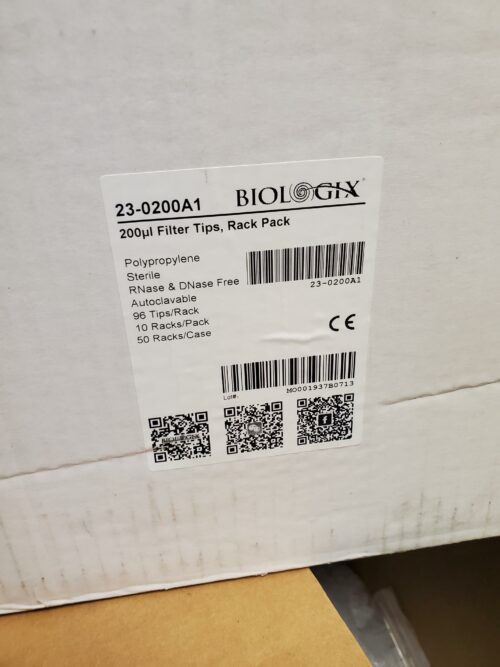 23-0200A1
BIOLOGIX
200µl Filter Tips, Rack Pack
Polypropylene
Sterile
RNase & DNase Free
Autoclavable
96 Tips/Rack
10 Racks/Pack
50 Racks/Case
23-0200A1
CE
Lot#.
MO001937B0713